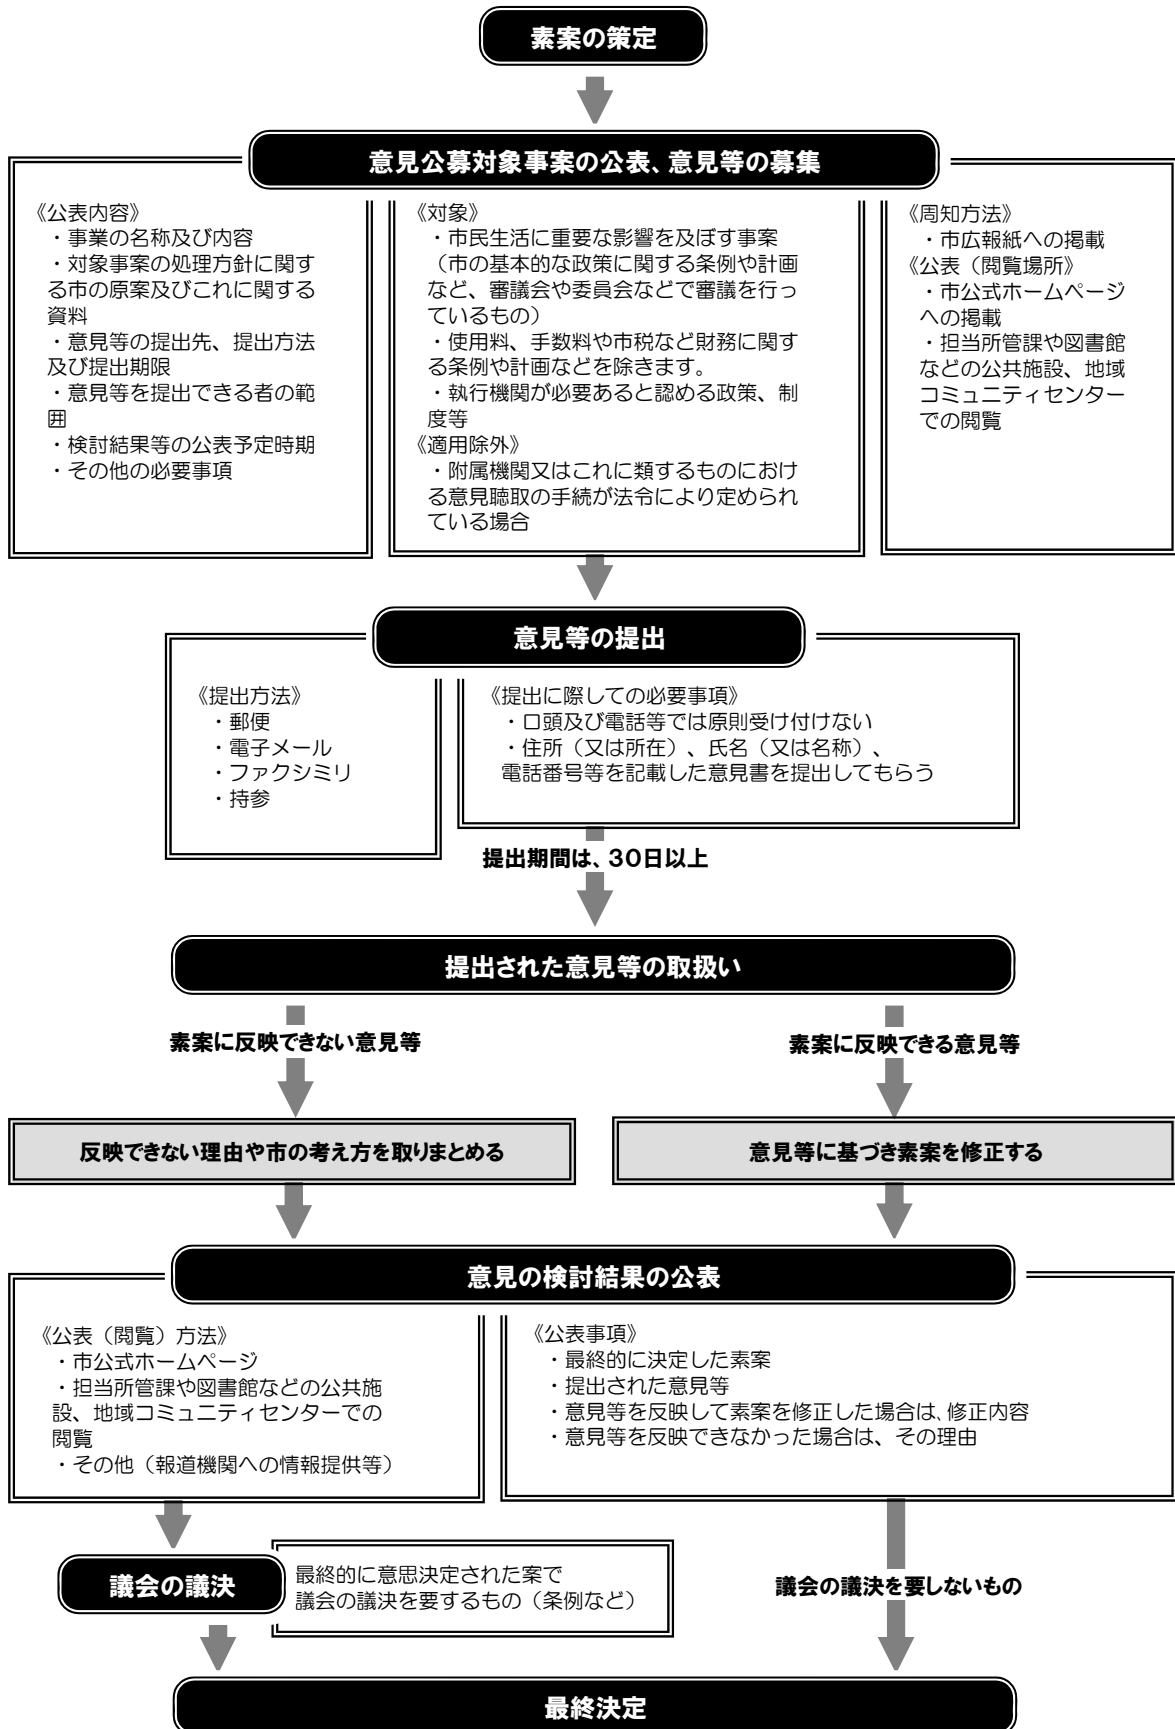 素案の策定
意見公募対象事案の公表、意見等の募集
《公表内容》
・事業の名称及び内容
・対象事案の処理方針に関す
る市の原案及びこれに関する
資料
・意見等の提出先、提出方法
及び提出期限
・意見等を提出できる者の範
囲
・検討結果等の公表予定時期
・その他の必要事項
《対象》
・市民生活に重要な影響を及ぼす事案
（市の基本的な政策に関する条例や計画
など、審議会や委員会などで審議を行っ
ているもの）
・使用料、手数料や市税など財務に関す
る条例や計画などを除きます。
・執行機関が必要あると認める政策、制
度等
《適用除外》
・附属機関又はこれに類するものにおけ
る意見聴取の手続が法令により定められ
ている場合
《周知方法》
・市広報紙への掲載
《公表（閲覧場所》
・市公式ホームページ
への掲載
・担当所管課や図書館
などの公共施設、地域
コミュニティセンター
での閲覧
意見等の提出
《提出方法》
・郵便
・電子メール
・ファクシミリ
・持参
《提出に際しての必要事項》
・口頭及び電話等では原則受け付けない
・住所（又は所在）、氏名（又は名称）、
電話番号等を記載した意見書を提出してもらう
提出期間は、30日以上
提出された意見等の取扱い
素案に反映できない意見等
素案に反映できる意見等
反映できない理由や市の考え方を取りまとめる
意見等に基づき素案を修正する
意見の検討結果の公表
《公表（閲覧）方法》
・市公式ホームページ
・担当所管課や図書館などの公共施
設、地域コミュニティセンターでの
閲覧
・その他（報道機関への情報提供等）
《公表事項》
・最終的に決定した素案
・提出された意見等
・意見等を反映して素案を修正した場合は、修正内容
・意見等を反映できなかった場合は、その理由
議会の議決
最終的に意思決定された案で
議会の議決を要するもの（条例など）
議会の議決を要しないもの
最終決定